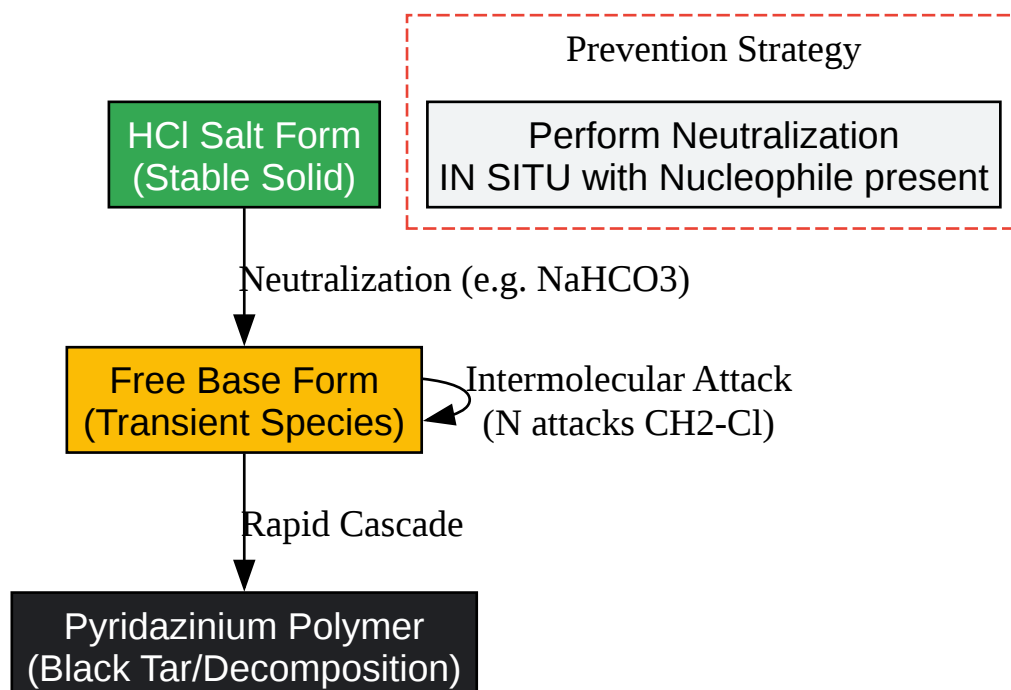 Prevention Strategy
HCl Salt Form
(Stable Solid)
Perform Neutralization
IN SITU with Nucleophile present
Neutralization (e.g. NaHCO3)
Free Base Form
(Transient Species)
Intermolecular Attack
(N attacks CH2-Cl)
Rapid Cascade
Pyridazinium Polymer
(Black Tar/Decomposition)